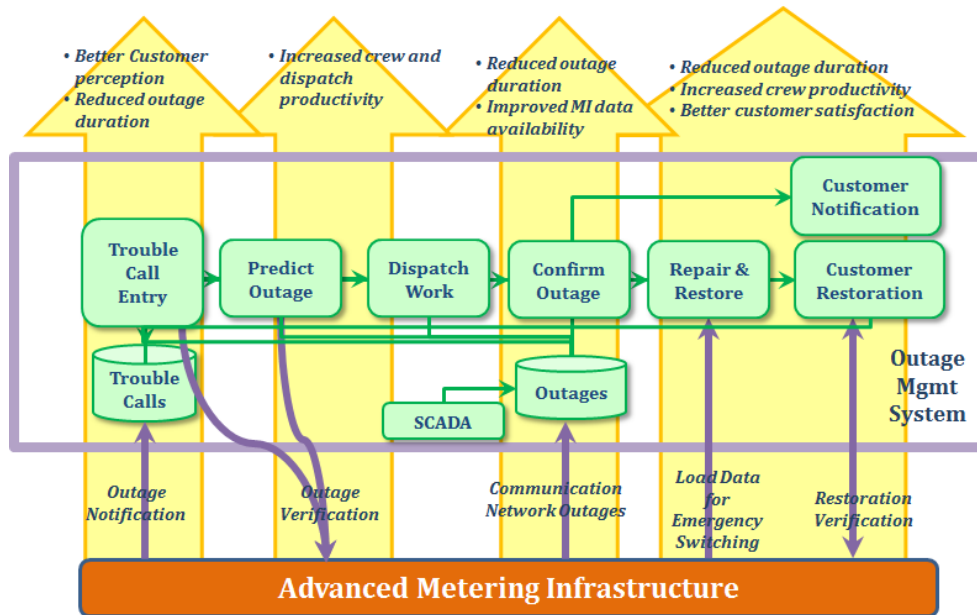 • Better Customer
perception
• Reduced outage
duration
• Increased crew and
dispatch
productivity
• Reduced outage
duration
• Improved MI data
availability
• Reduced outage duration
• Increased crew productivity
• Better customer satisfaction
Customer
Notification
Trouble
Call
Entry
Predict
Outage
Dispatch
Work
Confirm
Outage
Repair &
Restore
Customer
Restoration
Trouble
Calls
SCADA
Outages
Outage
Mgmt
System
Outage
Notification
Outage
Verification
Communication
Network Outages
Load Data
for
Emergency
Switching
Restoration
Verification
Advanced Metering Infrastructure